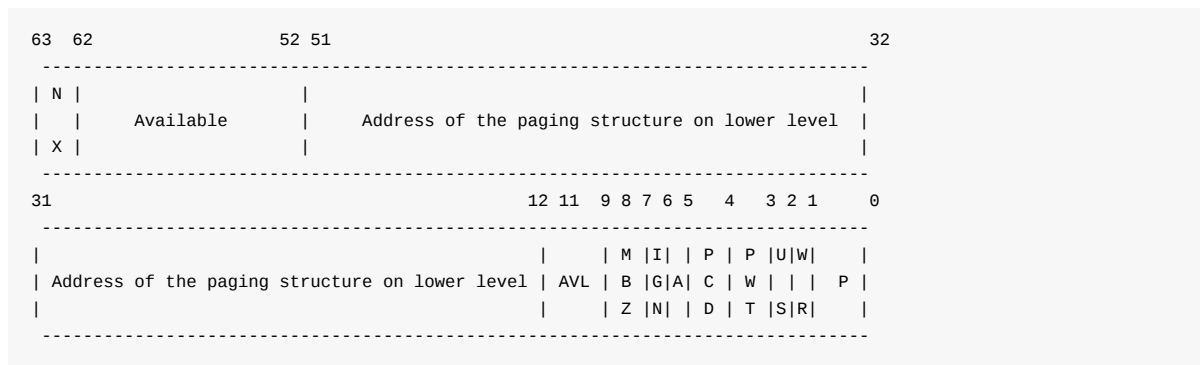 63  62                  52 51                                                    32
 --------------------------------------------------------------------------------
| N |                     |                                                     |
|   |     Available       |     Address of the paging structure on lower level  |
| X |                     |                                                     |
 --------------------------------------------------------------------------------
31                                              12 11  9 8 7 6 5   4   3 2 1     0
 --------------------------------------------------------------------------------
|                                                |     | M |I| | P | P |U|W|    |
| Address of the paging structure on lower level | AVL | B |G|A| C | W | | |  P |
|                                                |     | Z |N| | D | T |S|R|    |
 --------------------------------------------------------------------------------